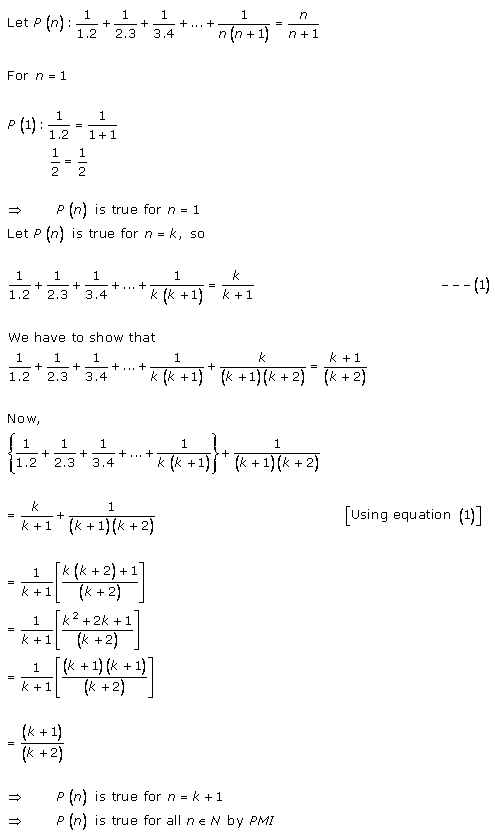 Let P(n): 1/1.2 + 1/2.3 + 1/3.4 + ... + 1/n(n+1) = n/n+1
For n = 1
P(1): 1/1.2 = 1/1+1
1/2 = 1/2
⇒ P(n) is true for n = 1
Let P(n) is true for n = k, so
1/1.2 + 1/2.3 + 1/3.4 + ... + 1/k(k+1) = k/k+1 ---(1)
We have to show that
1/1.2 + 1/2.3 + 1/3.4 + ... + 1/k(k+1) + k/(k+1)(k+2) = k+1/(k+2)
Now,
{1/1.2 + 1/2.3 + 1/3.4 + ... + 1/k(k+1)} + 1/(k+1)(k+2)
= k/k+1 + 1/(k+1)(k+2) [Using equation (1)]
= 1/k+1 [k(k+2)+1/(k+2)]
= 1/k+1 [k²+2k+1/(k+2)]
= 1/k+1 [(k+1)(k+1)/(k+2)]
= (k+1)/(k+2)
⇒ P(n) is true for n = k+1
⇒ P(n) is true for all n ∈ N by PMI